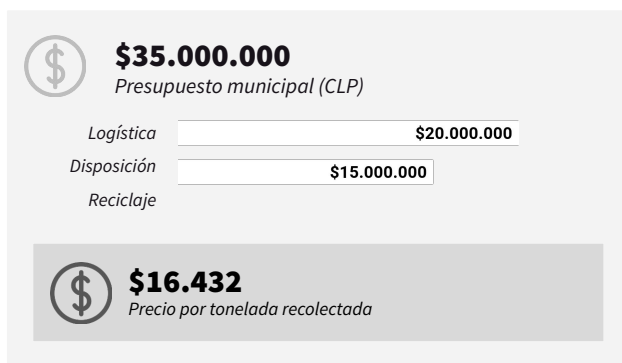 $35.000.000
Presupuesto municipal (CLP)
Logística $20.000.000
Disposición $15.000.000
Reciclaje
$16.432
Precio por tonelada recolectada